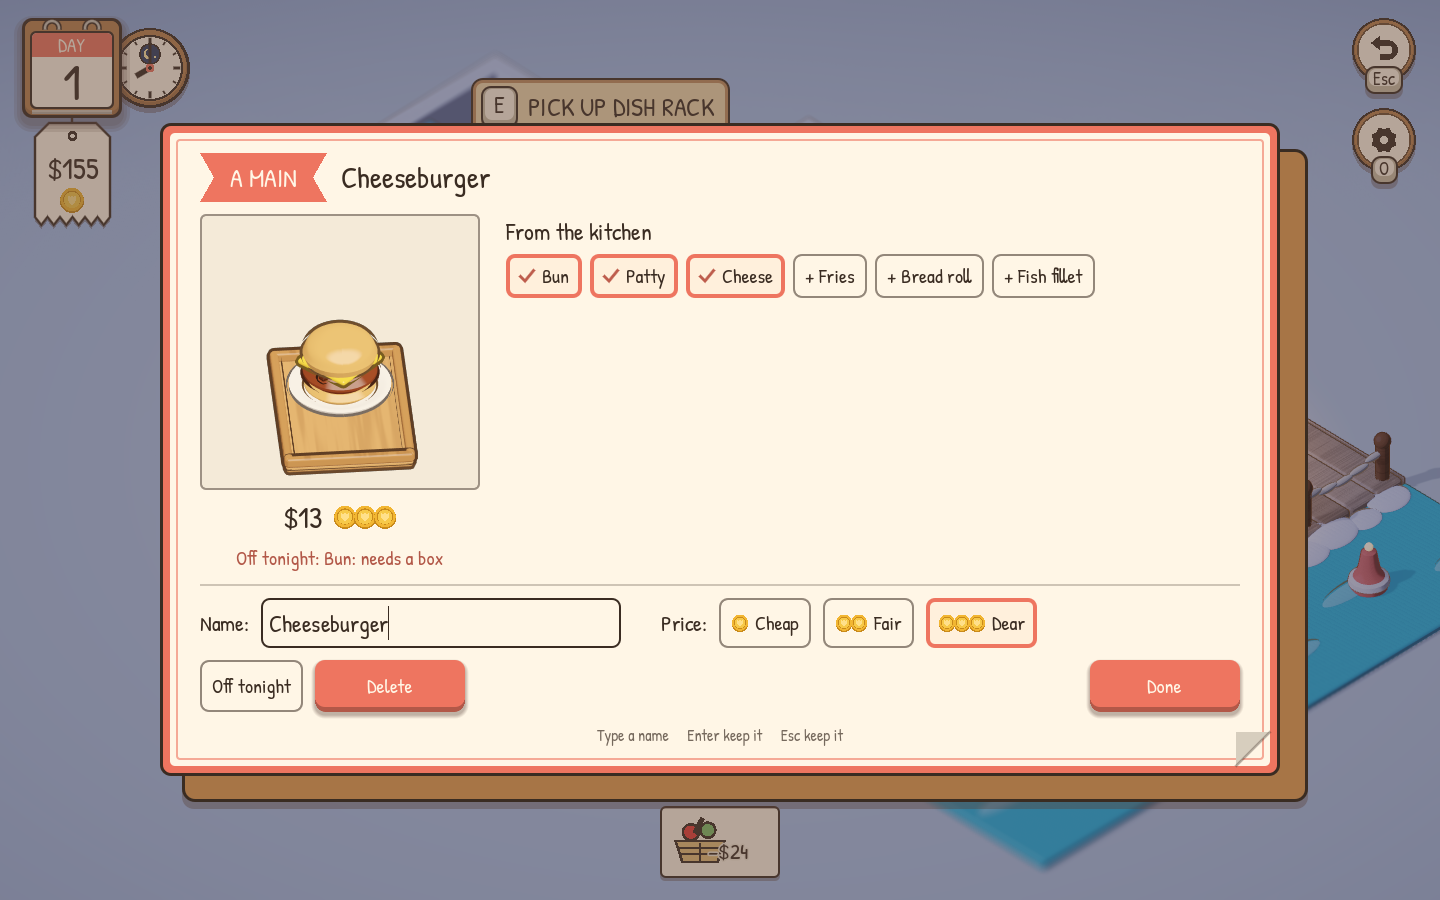 DAY
1
$155
E PICK UP DISH RACK
Esc
0
A MAIN Cheeseburger
From the kitchen
Bun Patty Cheese + Fries + Bread roll + Fish fillet
$13
Off tonight: Bun: needs a box
Name: Cheeseburger Price: Cheap Fair Dear
Off tonight Delete Done
Type a name Enter keep it Esc keep it
-$24